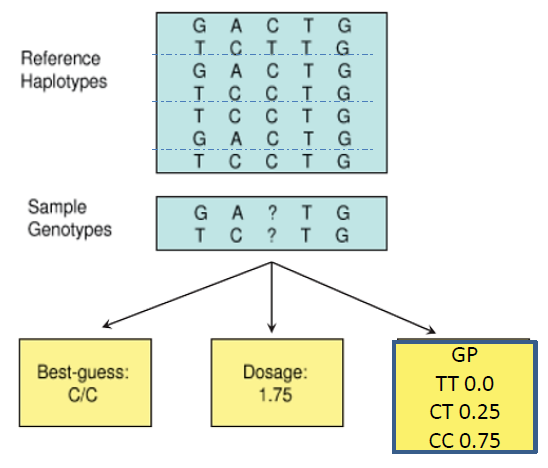 Reference
Haplotypes
G A C T G
T C T T G
G A C T G
T C C T G
T C C T G
G A C T G
T C C T G
Sample
Genotypes
G A ? T G
T C ? T G
Best-guess:
C/C
Dosage:
1.75
GP
TT 0.0
CT 0.25
CC 0.75